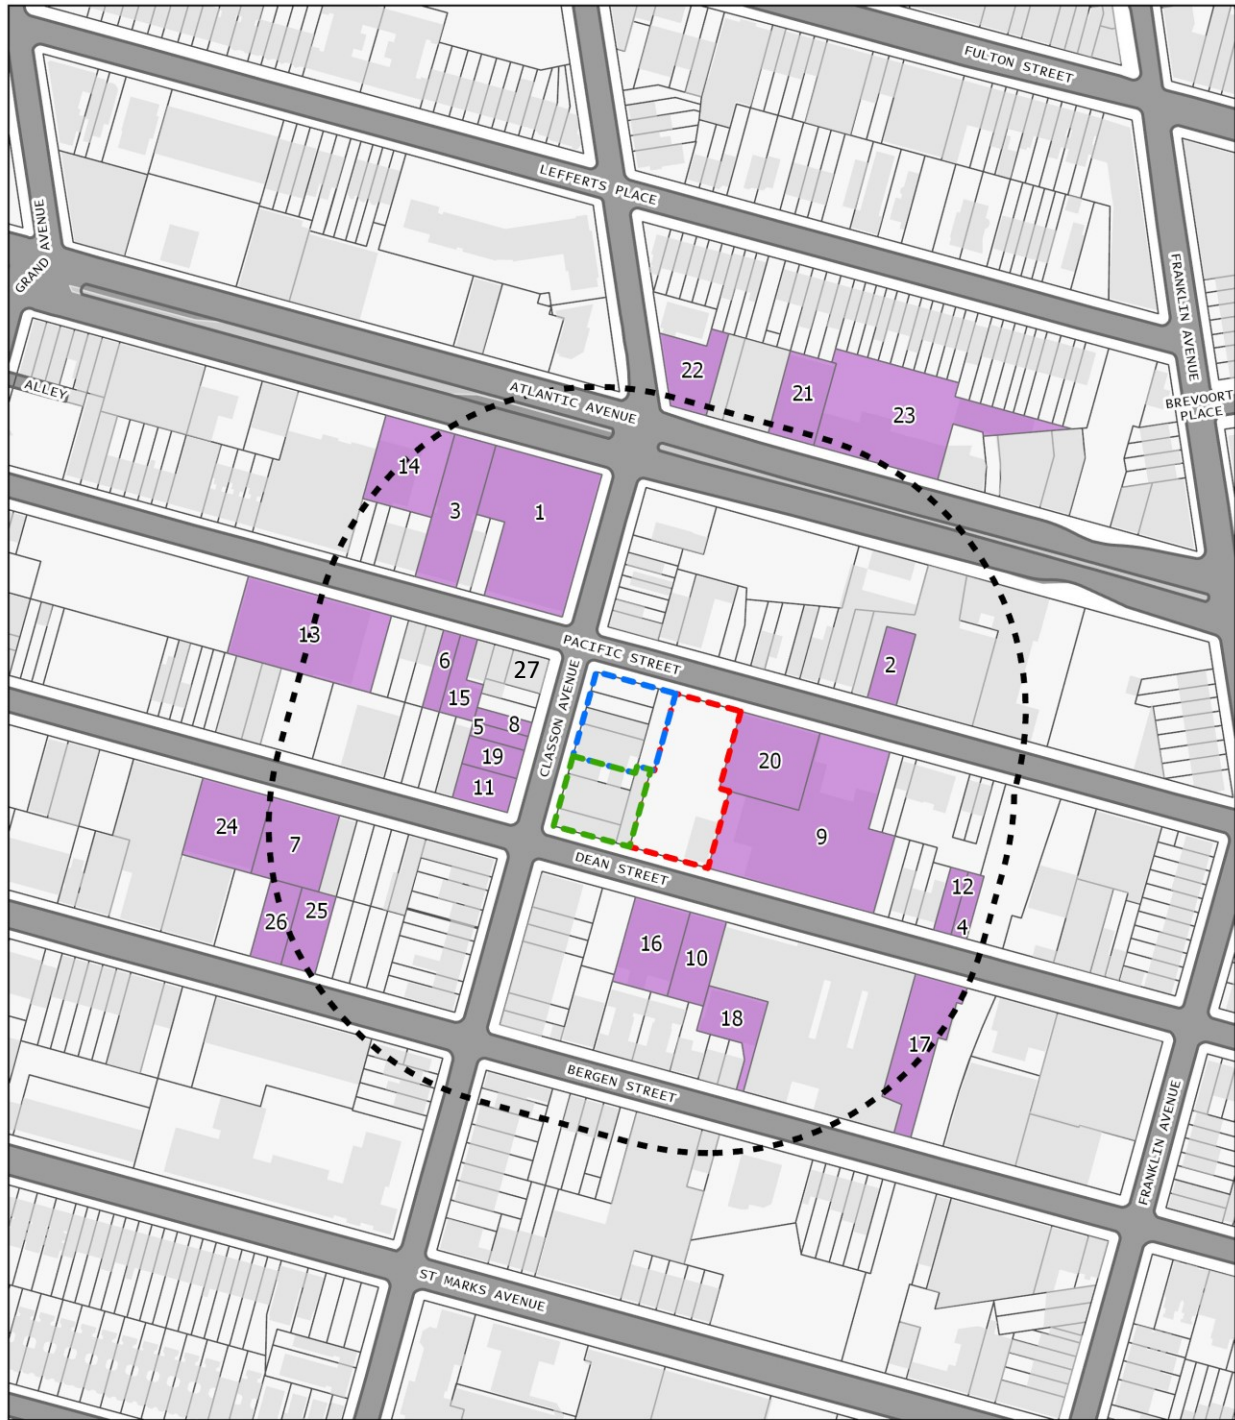 FULTON STREET
LEFFERTS PLACE
GRAND AVENUE
FRANKLIN AVENUE
22
21
23
ALLEY
ATLANTIC AVENUE
BREVOORT
PLACE
14
3
1
13
6
27
PACIFIC STREET
2
15
5
8
CLASSON AVENUE
19
11
20
9
24
7
DEAN STREET
12
4
26
25
16
10
18
17
BERGEN STREET
FRANKLIN AVENUE
ST MARKS AVENUE